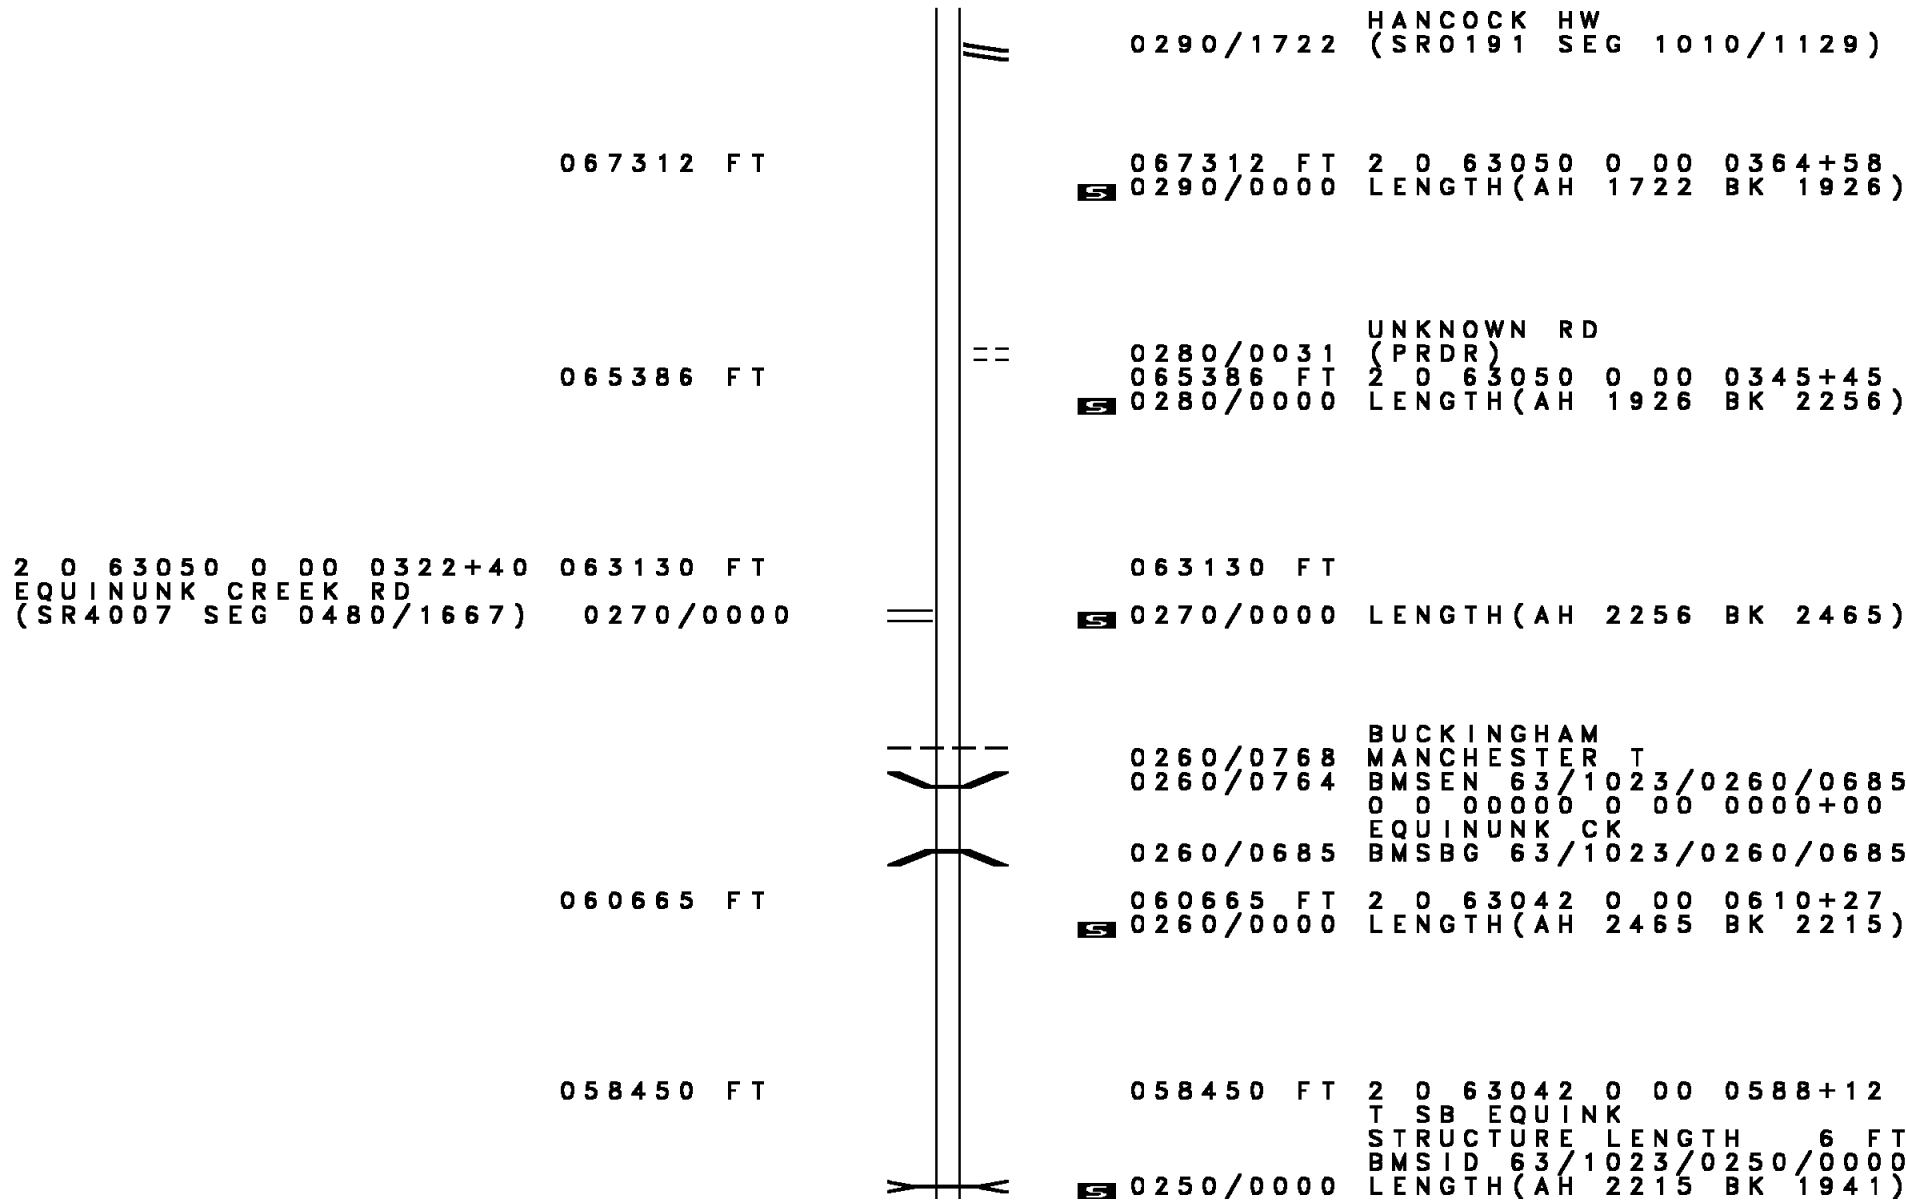 HANCOCK HW
0290/1722 (SR0191 SEG 1010/1129)
067312 FT 067312 FT 2 0 63050 0 00 0364+58
S 0290/0000 LENGTH(AH 1722 BK 1926)
UNKNOWN RD
0280/0031 (PRDR)
065386 FT 065386 FT 2 0 63050 0 00 0345+45
S 0280/0000 LENGTH(AH 1926 BK 2256)
2 0 63050 0 00 0322+40 063130 FT 063130 FT
EQUINUNK CREEK RD
(SR4007 SEG 0480/1667) 0270/0000 S 0270/0000 LENGTH(AH 2256 BK 2465)
BUCKINGHAM
0260/0768 MANCHESTER T
0260/0764 BMSEN 63/1023/0260/0685
0 0 00000 0 00 0000+00
EQUINUNK CK
0260/0685 BMSBG 63/1023/0260/0685
060665 FT 060665 FT 2 0 63042 0 00 0610+27
S 0260/0000 LENGTH(AH 2465 BK 2215)
058450 FT 058450 FT 2 0 63042 0 00 0588+12
T SB EQUINK
STRUCTURE LENGTH 6 FT
BMSID 63/1023/0250/0000
S 0250/0000 LENGTH(AH 2215 BK 1941)